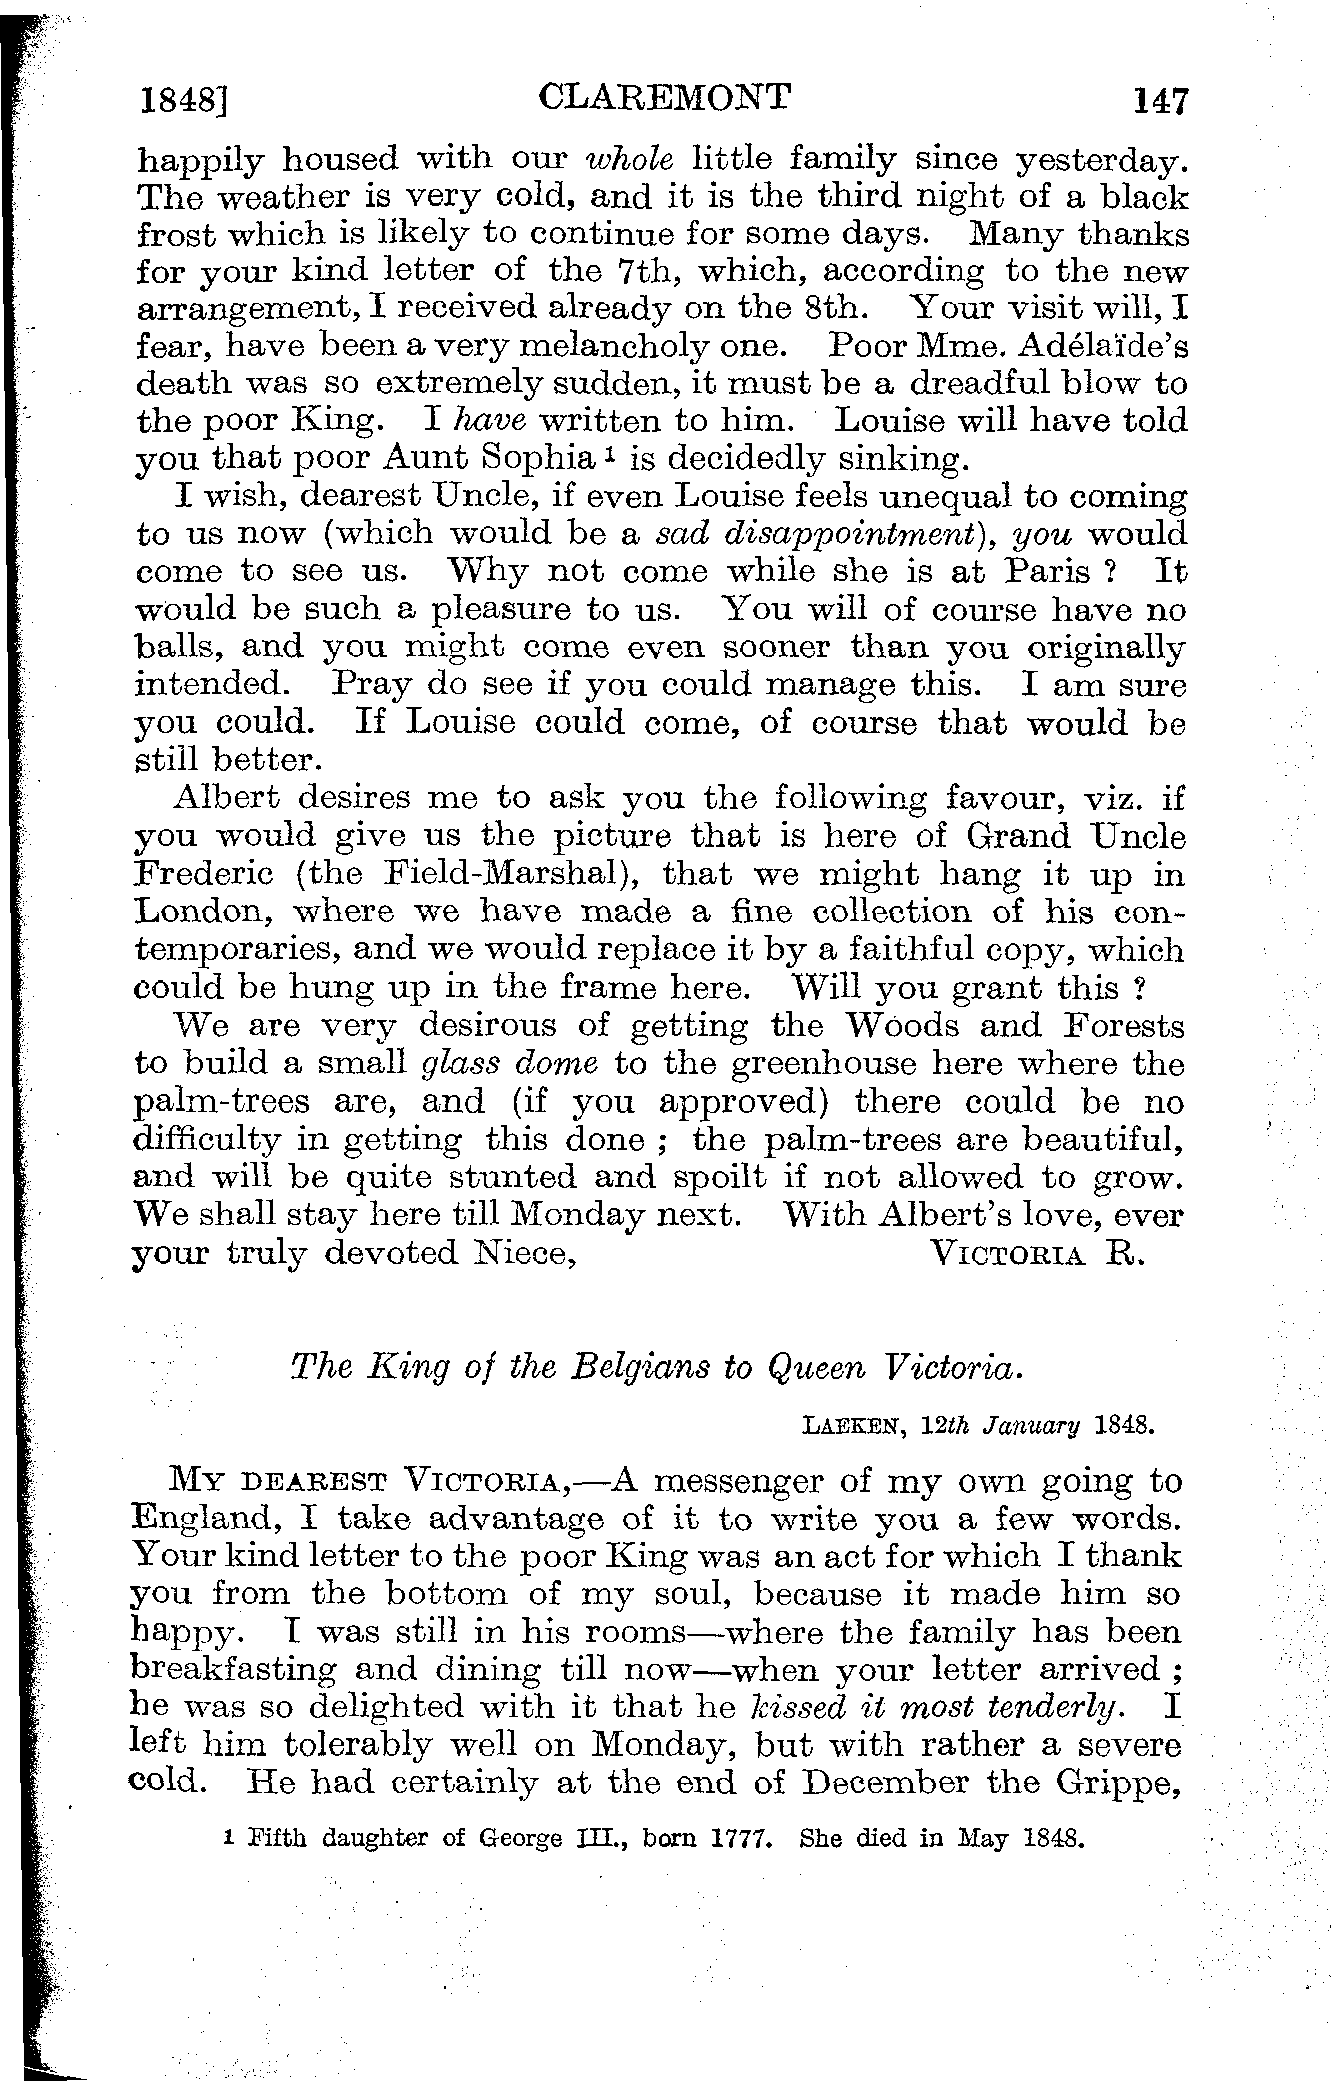 1848] CLAREMONT 147
happily housed with our whole little family since yesterday.
The weather is very cold, and it is the third night of a black
frost which is likely to continue for some days. Many thanks
for your kind letter of the 7th, which, according to the new
arrangement, I received already on the 8th. Your visit will, I
fear, have been a very melancholy one. Poor Mme. Adélaïde's
death was so extremely sudden, it must be a dreadful blow to
the poor King. I have written to him. Louise will have told
you that poor Aunt Sophia 1 is decidedly sinking.
I wish, dearest Uncle, if even Louise feels unequal to coming
to us now (which would be a sad disappointment), you would
come to see us. Why not come while she is at Paris ? It
would be such a pleasure to us. You will of course have no
balls, and you might come even sooner than you originally
intended. Pray do see if you could manage this. I am sure
you could. If Louise could come, of course that would be
still better.
Albert desires me to ask you the following favour, viz. if
you would give us the picture that is here of Grand Uncle
Frederic (the Field-Marshal), that we might hang it up in
London, where we have made a fine collection of his con-
temporaries, and we would replace it by a faithful copy, which
could be hung up in the frame here. Will you grant this ?
We are very desirous of getting the Woods and Forests
to build a small glass dome to the greenhouse here where the
palm-trees are, and (if you approved) there could be no
difficulty in getting this done ; the palm-trees are beautiful,
and will be quite stunted and spoilt if not allowed to grow.
We shall stay here till Monday next. With Albert's love, ever
your truly devoted Niece, VICTORIA R.
The King of the Belgians to Queen Victoria.
LAEKEN, 12th January 1848.
MY DEAREST VICTORIA,—A messenger of my own going to
England, I take advantage of it to write you a few words.
Your kind letter to the poor King was an act for which I thank
you from the bottom of my soul, because it made him so
happy. I was still in his rooms—where the family has been
breakfasting and dining till now—when your letter arrived ;
he was so delighted with it that he kissed it most tenderly. I
left him tolerably well on Monday, but with rather a severe
cold. He had certainly at the end of December the Grippe,
1 Fifth daughter of George III., born 1777. She died in May 1848.